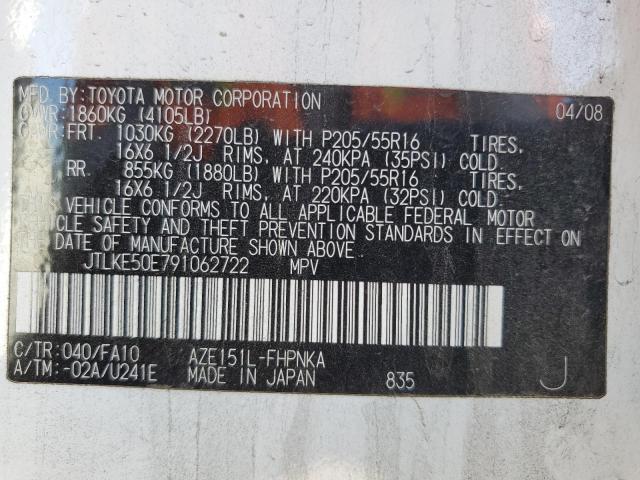 MFD.BY:TOYOTA MOTOR CORPORATION 04/08
GVWR:1860KG (4105LB)
GAWR:FRT. 1030KG (2270LB) WITH P205/55R16 TIRES,
16X6 1/2J RIMS, AT 240KPA (35PSI) COLD.
RR. 855KG (1880LB) WITH P205/55R16 TIRES,
16X6 1/2J RIMS, AT 220KPA (32PSI) COLD.
THIS VEHICLE CONFORMS TO ALL APPLICABLE FEDERAL MOTOR
VEHICLE SAFETY AND THEFT PREVENTION STANDARDS IN EFFECT ON
THE DATE OF MANUFACTURE SHOWN ABOVE.
JTLKE50E791062722 MPV
C/TR:040/FA10 AZE151L-FHPNKA
A/TM:-02A/U241E MADE IN JAPAN 835 J